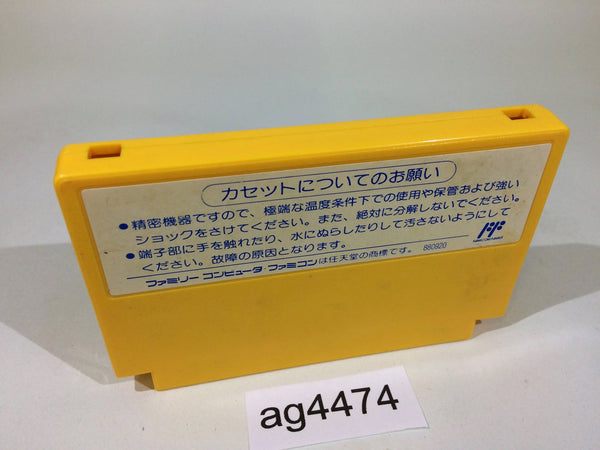 カセットについてのお願い
●精密機器ですので、極端な温度条件下での使用や保管および強い
ショックをさけてください。また、絶対に分解しないでください。
●端子部に手を触れたり、水にぬらしたりして汚さないようにして
ください。故障の原因となります。
ファミリーコンピュータ・ファミコンは任天堂の商標です。 880920
ag4474